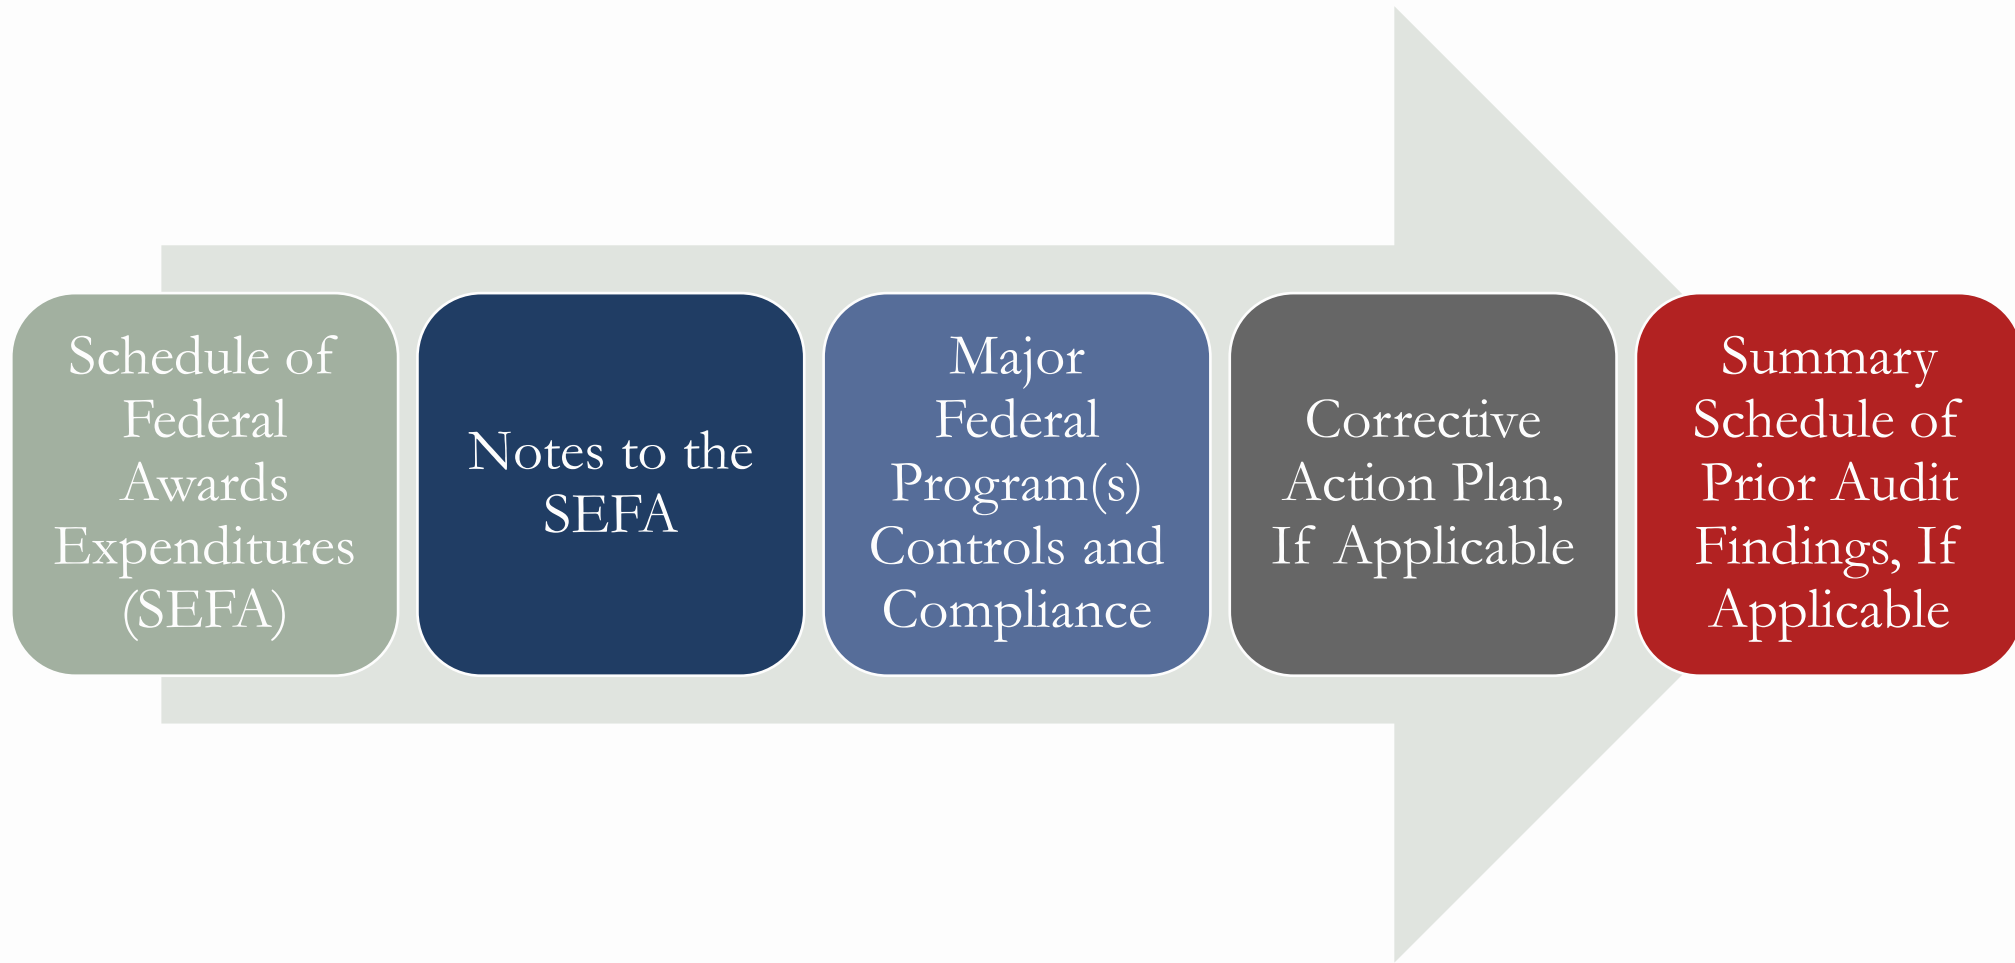 Schedule of
Federal
Awards
Expenditures
(SEFA)
Notes to the
SEFA
Major
Federal
Program(s)
Controls and
Compliance
Corrective
Action Plan,
If Applicable
Summary
Schedule of
Prior Audit
Findings, If
Applicable